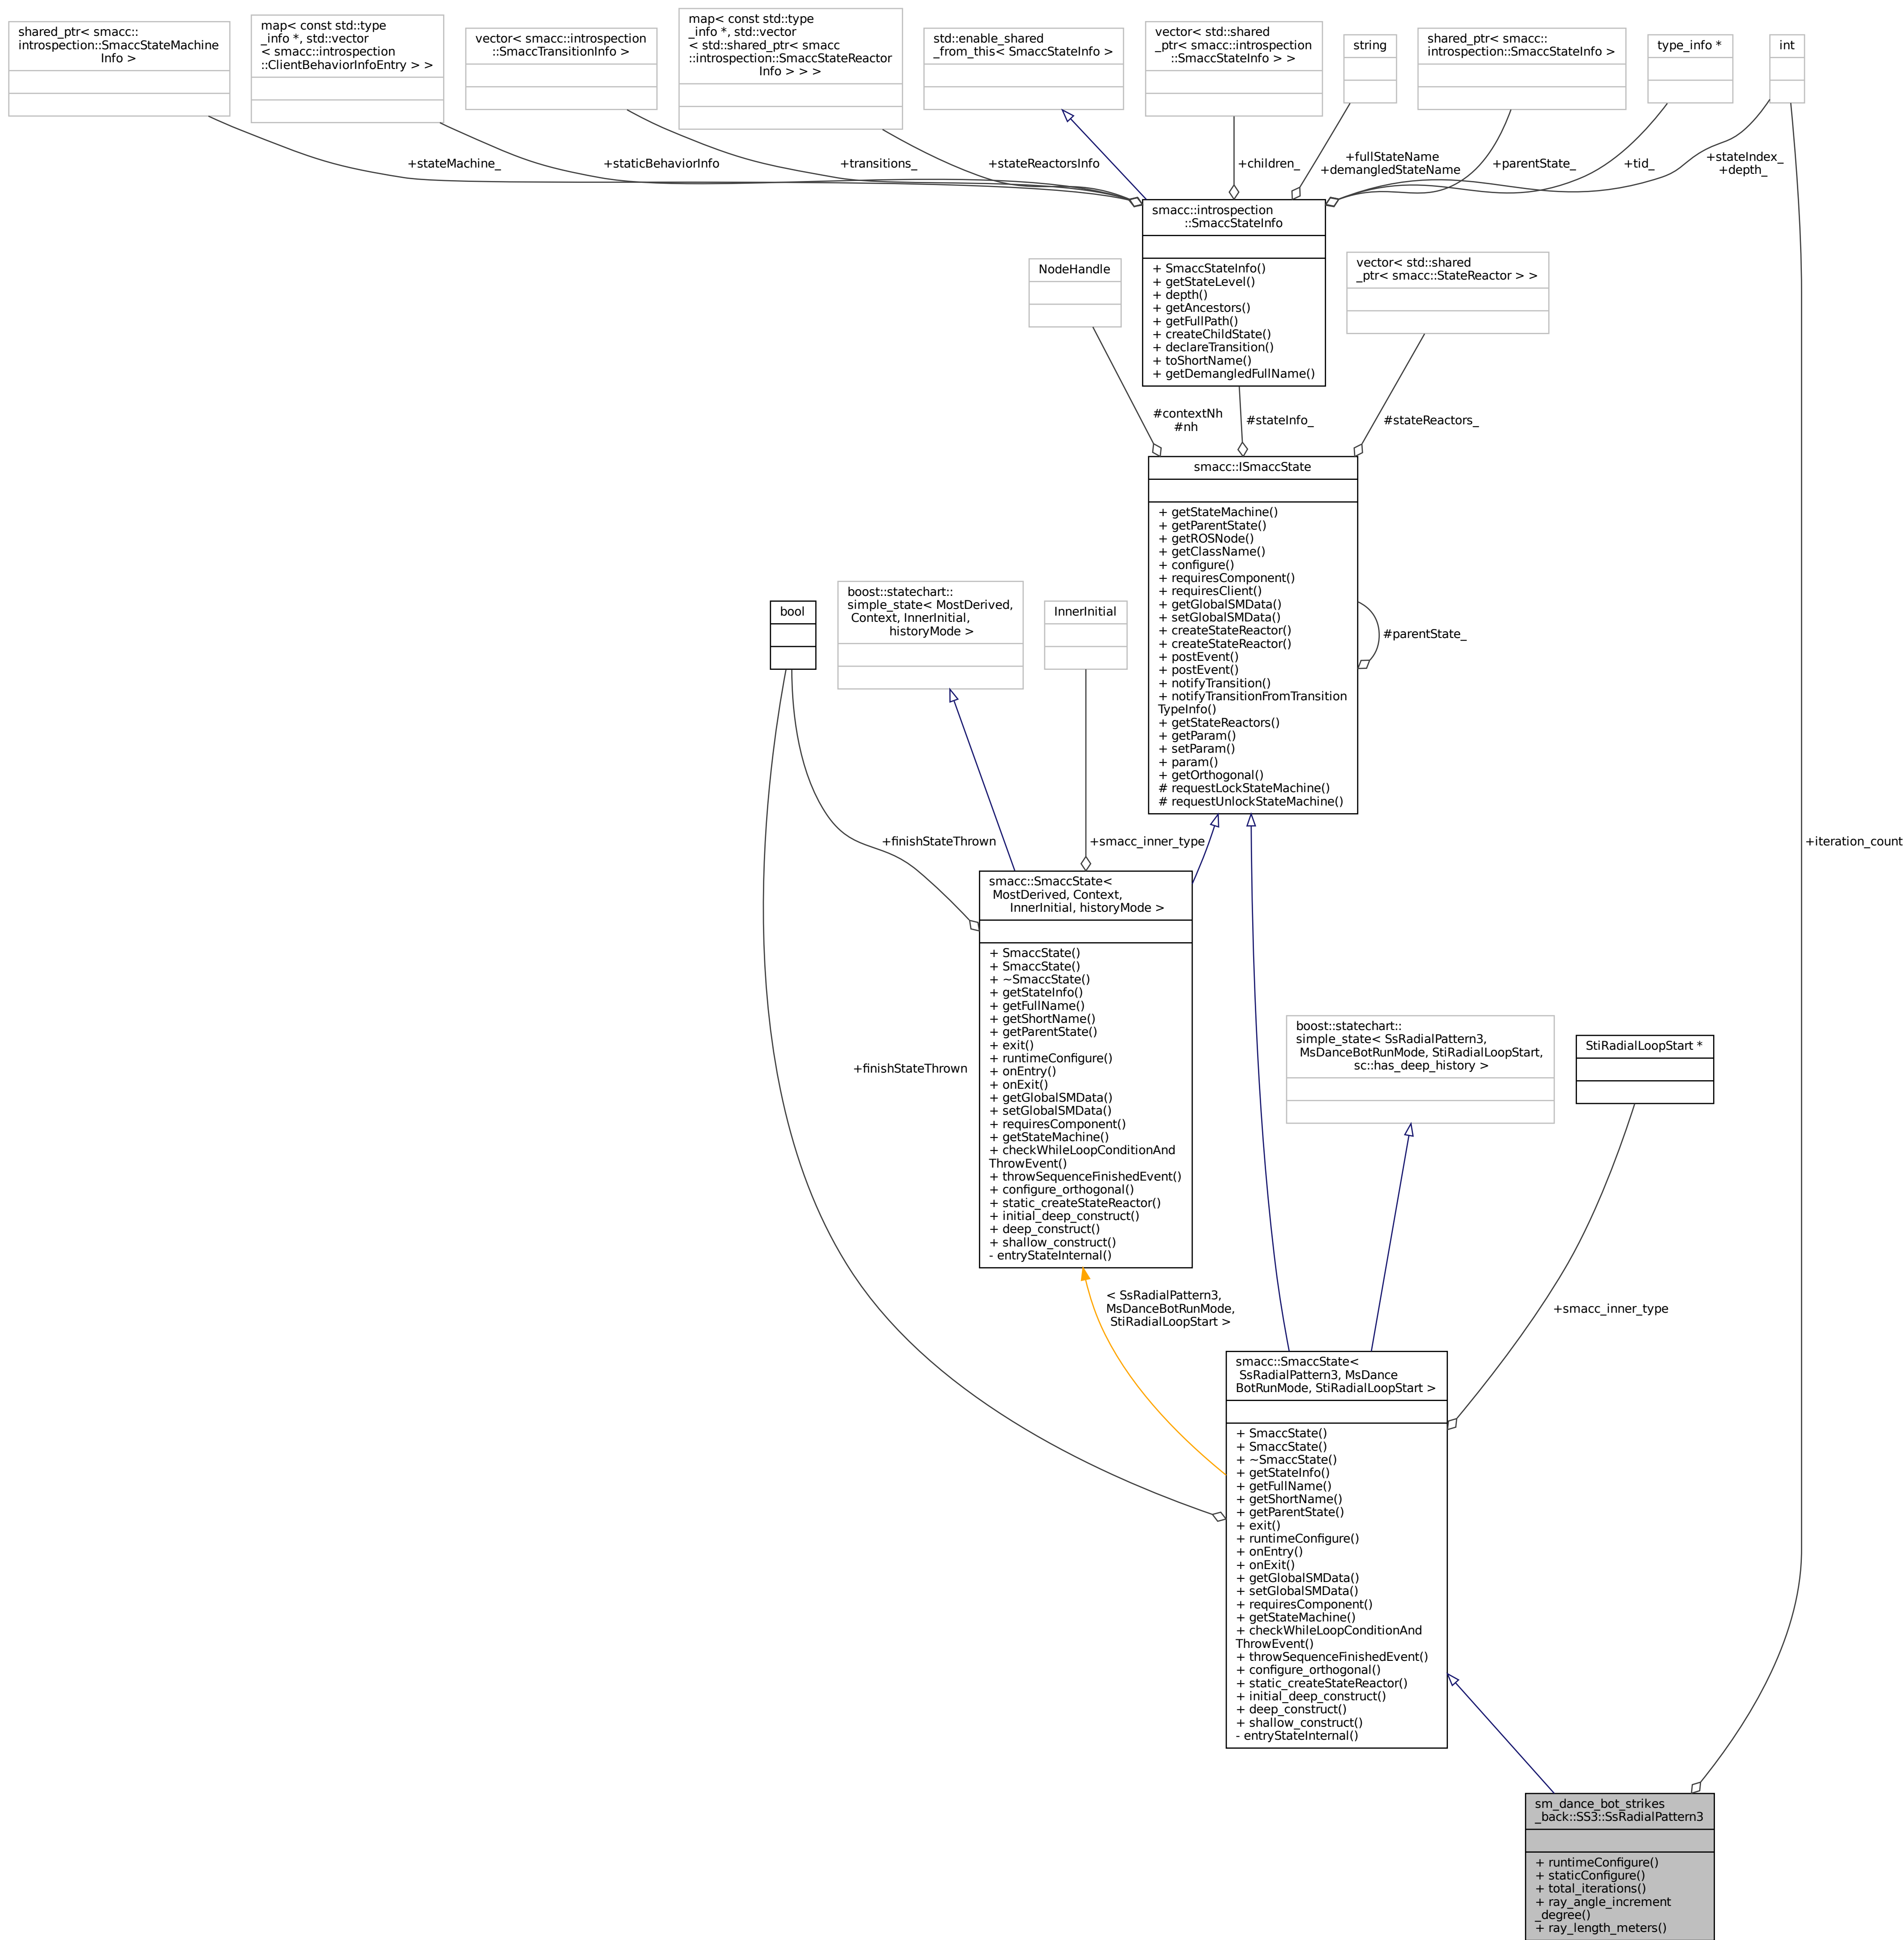 shared_ptr< smacc::
introspection::SmaccStateMachine
Info >
map< const std::type
_info *, std::vector
< smacc::introspection
::ClientBehaviorInfoEntry > >
vector< smacc::introspection
::SmaccTransitionInfo >
map< const std::type
_info *, std::vector
< std::shared_ptr< smacc
::introspection::SmaccStateReactor
Info > > >
std::enable_shared
_from_this< SmaccStateInfo >
vector< std::shared
_ptr< smacc::introspection
::SmaccStateInfo > >
string
shared_ptr< smacc::
introspection::SmaccStateInfo >
type_info *
int
+stateMachine_
+staticBehaviorInfo
+transitions_
+stateReactorsInfo
+children_
+fullStateName
+demangledStateName
+parentState_
+tid_
+stateIndex_
+depth_
smacc::introspection
::SmaccStateInfo
+ SmaccStateInfo()
+ getStateLevel()
+ depth()
+ getAncestors()
+ getFullPath()
+ createChildState()
+ declareTransition()
+ toShortName()
+ getDemangledFullName()
NodeHandle
vector< std::shared
_ptr< smacc::StateReactor > >
#contextNh
#nh
#stateInfo_
#stateReactors_
smacc::ISmaccState
+ getStateMachine()
+ getParentState()
+ getROSNode()
+ getClassName()
+ configure()
+ requiresComponent()
+ requiresClient()
+ getGlobalSMData()
+ setGlobalSMData()
+ createStateReactor()
+ createStateReactor()
+ postEvent()
+ postEvent()
+ notifyTransition()
+ notifyTransitionFromTransition
TypeInfo()
+ getStateReactors()
+ getParam()
+ setParam()
+ param()
+ getOrthogonal()
# requestLockStateMachine()
# requestUnlockStateMachine()
#parentState_
bool
boost::statechart::
simple_state< MostDerived,
Context, InnerInitial,
historyMode >
InnerInitial
+finishStateThrown
+smacc_inner_type
+iteration_count
smacc::SmaccState<
MostDerived, Context,
InnerInitial, historyMode >
+ SmaccState()
+ SmaccState()
+ ~SmaccState()
+ getStateInfo()
+ getFullName()
+ getShortName()
+ getParentState()
+ exit()
+ runtimeConfigure()
+ onEntry()
+ onExit()
+ getGlobalSMData()
+ setGlobalSMData()
+ requiresComponent()
+ getStateMachine()
+ checkWhileLoopConditionAnd
ThrowEvent()
+ throwSequenceFinishedEvent()
+ configure_orthogonal()
+ static_createStateReactor()
+ initial_deep_construct()
+ deep_construct()
+ shallow_construct()
- entryStateInternal()
+finishStateThrown
boost::statechart::
simple_state< SsRadialPattern3,
MsDanceBotRunMode, StiRadialLoopStart,
sc::has_deep_history >
StiRadialLoopStart *
< SsRadialPattern3,
MsDanceBotRunMode,
StiRadialLoopStart >
+smacc_inner_type
smacc::SmaccState<
SsRadialPattern3, MsDance
BotRunMode, StiRadialLoopStart >
+ SmaccState()
+ SmaccState()
+ ~SmaccState()
+ getStateInfo()
+ getFullName()
+ getShortName()
+ getParentState()
+ exit()
+ runtimeConfigure()
+ onEntry()
+ onExit()
+ getGlobalSMData()
+ setGlobalSMData()
+ requiresComponent()
+ getStateMachine()
+ checkWhileLoopConditionAnd
ThrowEvent()
+ throwSequenceFinishedEvent()
+ configure_orthogonal()
+ static_createStateReactor()
+ initial_deep_construct()
+ deep_construct()
+ shallow_construct()
- entryStateInternal()
sm_dance_bot_strikes
_back::SS3::SsRadialPattern3
+ runtimeConfigure()
+ staticConfigure()
+ total_iterations()
+ ray_angle_increment
_degree()
+ ray_length_meters()